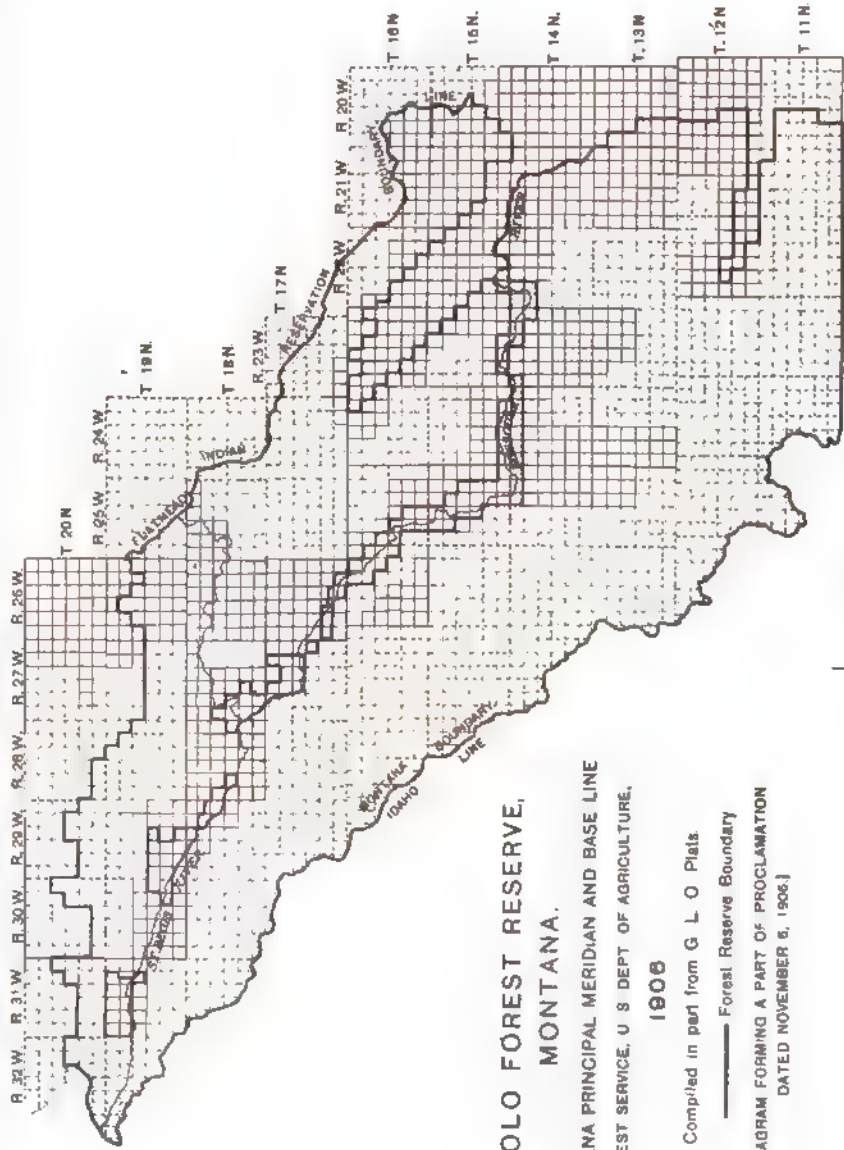 R. 32 W. R. 31 W. R. 30 W. R. 29 W. R. 28 W. R. 27 W. R. 26 W.
T 20 N
R. 25 W. R. 24 W.
T 19 N.
T 18 N.
R. 23 W.
T 17 N
R. 21 W. R. 20 W.
T 16 N
T 15 N.
T 14 N.
T. 13 N
T. 12 N
T 11 N.
FLATHEAD INDIAN RESERVATION BOUNDARY LINE
RIVER
ST REGIS RIVER
MONTANA
IDAHO
BOUNDARY
LINE
OLO FOREST RESERVE,
MONTANA.
NA PRINCIPAL MERIDIAN AND BASE LINE
EST SERVICE, U S DEPT OF AGRICULTURE,
1906
Compiled in part from G L O Plats.
Forest Reserve Boundary
AGRAM FORMING A PART OF PROCLAMATION
DATED NOVEMBER 6, 1906.]